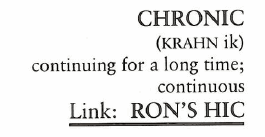 CHRONIC
(KRAHN ik)
continuing for a long time;
continuous
Link: RON'S HIC